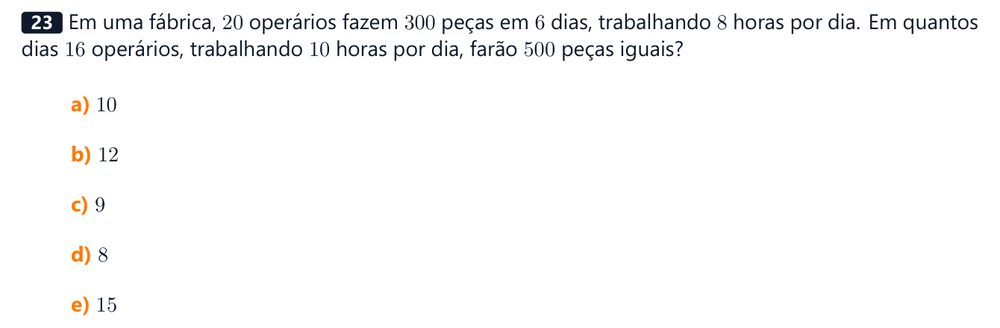 23 Em uma fábrica, 20 operários fazem 300 peças em 6 dias, trabalhando 8 horas por dia. Em quantos
dias 16 operários, trabalhando 10 horas por dia, farão 500 peças iguais?
a) 10
b) 12
c) 9
d) 8
e) 15